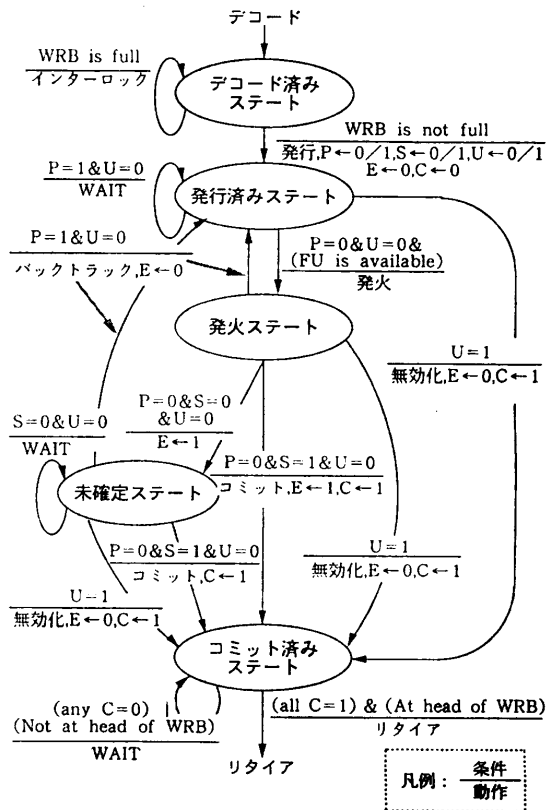 デコード
WRB is full
インターロック
デコード済み
ステート
WRB is not full
発行,P←0/1,S←0/1,U←0/1
E←0,C←0
P=1&U=0
WAIT
発行済みステート
P=1&U=0
バックトラック,E←0
P=0&U=0&
(FU is available)
発火
発火ステート
U=1
無効化,E←0,C←1
P=0&S=0
&U=0
E←1
S=0&U=0
WAIT
P=0&S=1&U=0
コミット,E←1,C←1
未確定ステート
P=0&S=1&U=0
コミット,C←1
U=1
無効化,E←0,C←1
U-1
無効化,E←0,C←1
コミット済み
ステート
(any C=0) |
(Not at head of WRB)
WAIT
(all C=1) & (At head of WRB)
リタイア
リタイア
凡例: 条件
動作